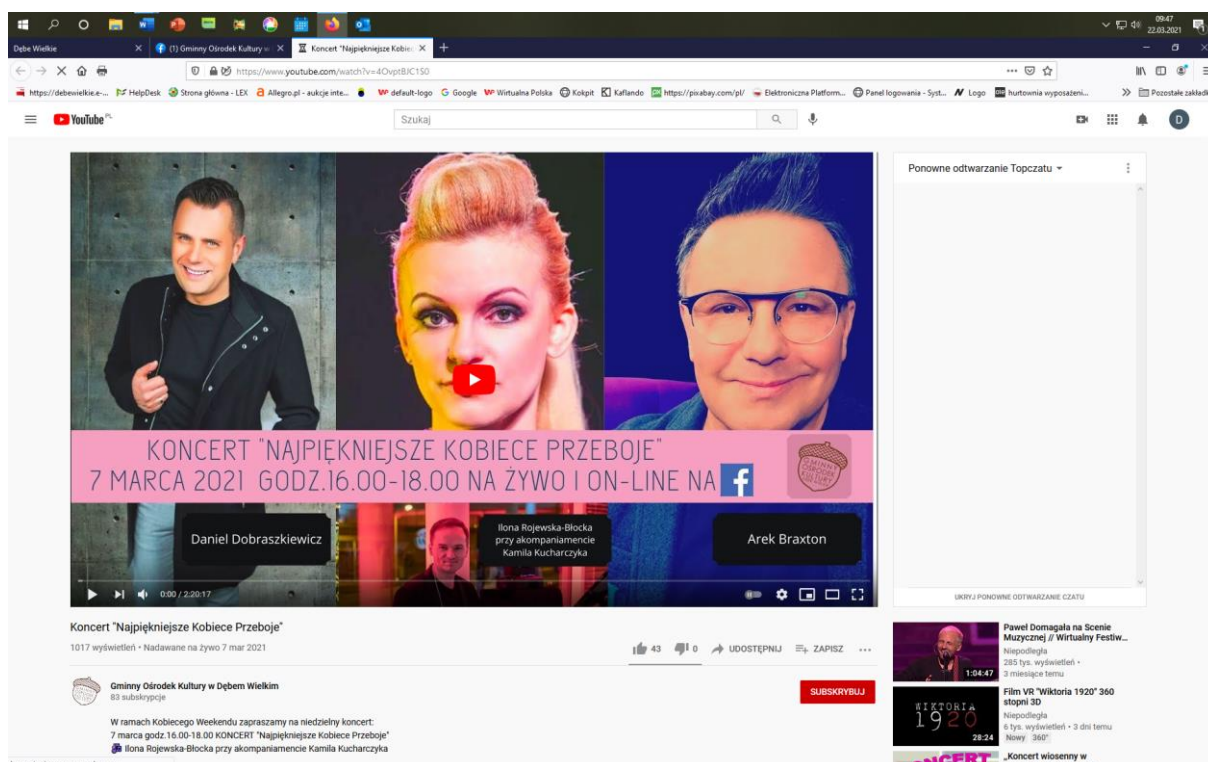 09:47
22.03.2021
Dębe Wielkie
(1) Gminny Ośrodek Kultury w
Koncert "Najpiękniejsze Kobiec
https://www.youtube.com/watch?v=4OvptBJC1S0
https://debewielkie.e-...
HelpDesk
Strona główna - LEX
Allegro.pl - aukcje inte...
default-logo
Google
Wirtualna Polska
Kokpit
Kaflando
https://pixabay.com/pl/
Elektroniczna Platform...
Panel logowania - Syst...
Logo
hurtownia wyposażeni...
Pozostałe zakładki
YouTube PL
Szukaj
D
KONCERT "NAJPIĘKNIEJSZE KOBIECE PRZEBOJE"
7 MARCA 2021 GODZ.16.00-18.00 NA ŻYWO I ON-LINE NA f
GMINNY
OŚRODEK
KULTURY
Daniel Dobraszkiewicz
Ilona Rojewska-Błocka
przy akompaniamencie
Kamila Kucharczyka
Arek Braxton
0:00 / 2:20:17
Ponowne odtwarzanie Topczatu
UKRYJ PONOWNE ODTWARZANIE CZATU
Koncert "Najpiękniejsze Kobiece Przeboje"
1017 wyświetleń • Nadawane na żywo 7 mar 2021
43
0
UDOSTĘPNIJ
ZAPISZ
Gminny Ośrodek Kultury w Dębem Wielkim
83 subskrypcje
SUBSKRYBUJ
W ramach Kobiecego Weekendu zapraszamy na niedzielny koncert:
7 marca godz.16.00-18.00 KONCERT "Najpiękniejsze Kobiece Przeboje"
Ilona Rojewska-Błocka przy akompaniamencie Kamila Kucharczyka
1:04:47
Paweł Domagała na Scenie
Muzycznej // Wirtualny Festiw...
Niepodległa
285 tys. wyświetleń •
3 miesiące temu
WIKTORIA
1920
28:24
Film VR "Wiktoria 1920" 360
stopni 3D
Niepodległa
6 tys. wyświetleń • 3 dni temu
Nowy 360°
CONCERT
„Koncert wiosenny w